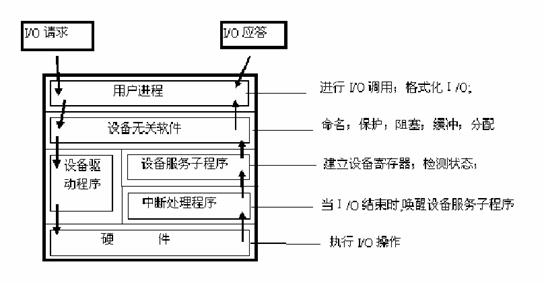 I/O 请求
I/O 应答
用户进程
进行 I/O 调用；格式化 I/O;
设备无关软件
命名；保护；阻塞；缓冲；分配
设备驱
动程序
设备服务子程序
建立设备寄存器；检测状态；
中断处理程序
当 I/O 结束时,唤醒设备服务子程序
硬 件
执行 I/O 操作